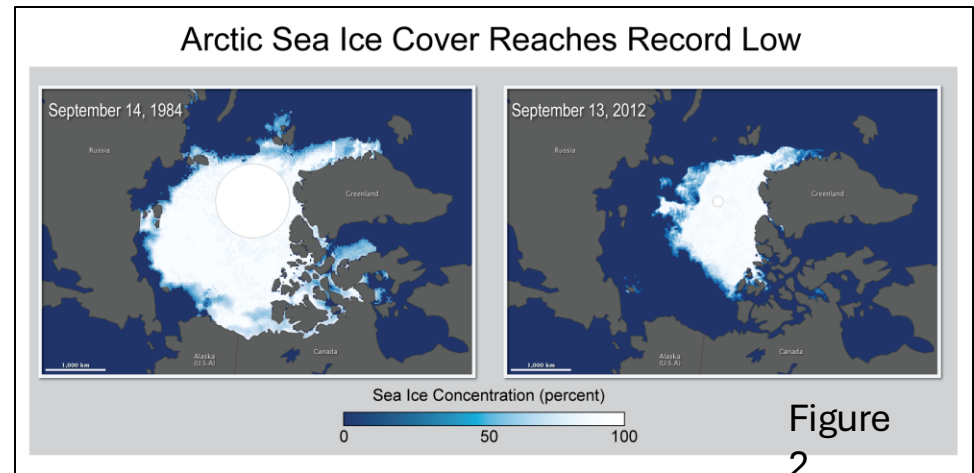 Arctic Sea Ice Cover Reaches Record Low
September 14, 1984
Russia
Greenland
Alaska
(U.S.A)
Canada
1,000 km
September 13, 2012
Russia
Greenland
Alaska
(U.S.A)
Canada
1,000 km
Sea Ice Concentration (percent)
0 50 100
Figure
2